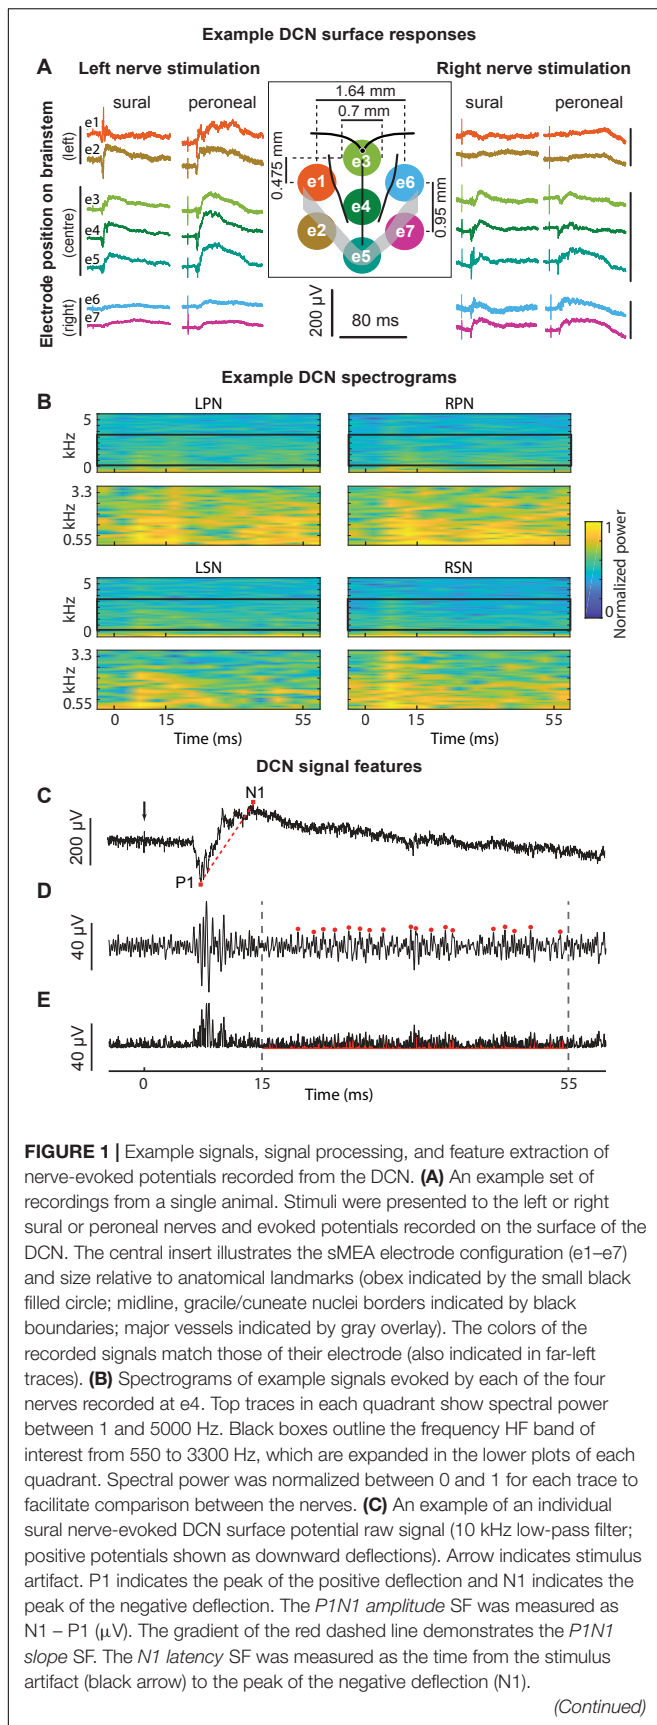 Example DCN surface responses
A
Left nerve stimulation
Right nerve stimulation
sural
peroneal
sural
peroneal
Electrode position on brainstem
(left)
(centre)
(right)
e1
e2
e3
e4
e5
e6
e7
1.64 mm
0.7 mm
0.475 mm
0.95 mm
e3
e1
e6
e4
e2
e7
e5
200 µV
80 ms
Example DCN spectrograms
B
LPN
RPN
5
kHz
0
3.3
kHz
0.55
LSN
RSN
5
kHz
0
3.3
kHz
0.55
0
15
55
0
15
55
Time (ms)
Time (ms)
1
0
Normalized power
DCN signal features
C
N1
200 µV
P1
D
40 µV
E
40 µV
0
15
55
Time (ms)
FIGURE 1 | Example signals, signal processing, and feature extraction of
nerve-evoked potentials recorded from the DCN. (A) An example set of
recordings from a single animal. Stimuli were presented to the left or right
sural or peroneal nerves and evoked potentials recorded on the surface of the
DCN. The central insert illustrates the sMEA electrode configuration (e1–e7)
and size relative to anatomical landmarks (obex indicated by the small black
filled circle; midline, gracile/cuneate nuclei borders indicated by black
boundaries; major vessels indicated by gray overlay). The colors of the
recorded signals match those of their electrode (also indicated in far-left
traces). (B) Spectrograms of example signals evoked by each of the four
nerves recorded at e4. Top traces in each quadrant show spectral power
between 1 and 5000 Hz. Black boxes outline the frequency HF band of
interest from 550 to 3300 Hz, which are expanded in the lower plots of each
quadrant. Spectral power was normalized between 0 and 1 for each trace to
facilitate comparison between the nerves. (C) An example of an individual
sural nerve-evoked DCN surface potential raw signal (10 kHz low-pass filter;
positive potentials shown as downward deflections). Arrow indicates stimulus
artifact. P1 indicates the peak of the positive deflection and N1 indicates the
peak of the negative deflection. The P1N1 amplitude SF was measured as
N1 – P1 (µV). The gradient of the red dashed line demonstrates the P1N1
slope SF. The N1 latency SF was measured as the time from the stimulus
artifact (black arrow) to the peak of the negative deflection (N1).
(Continued)